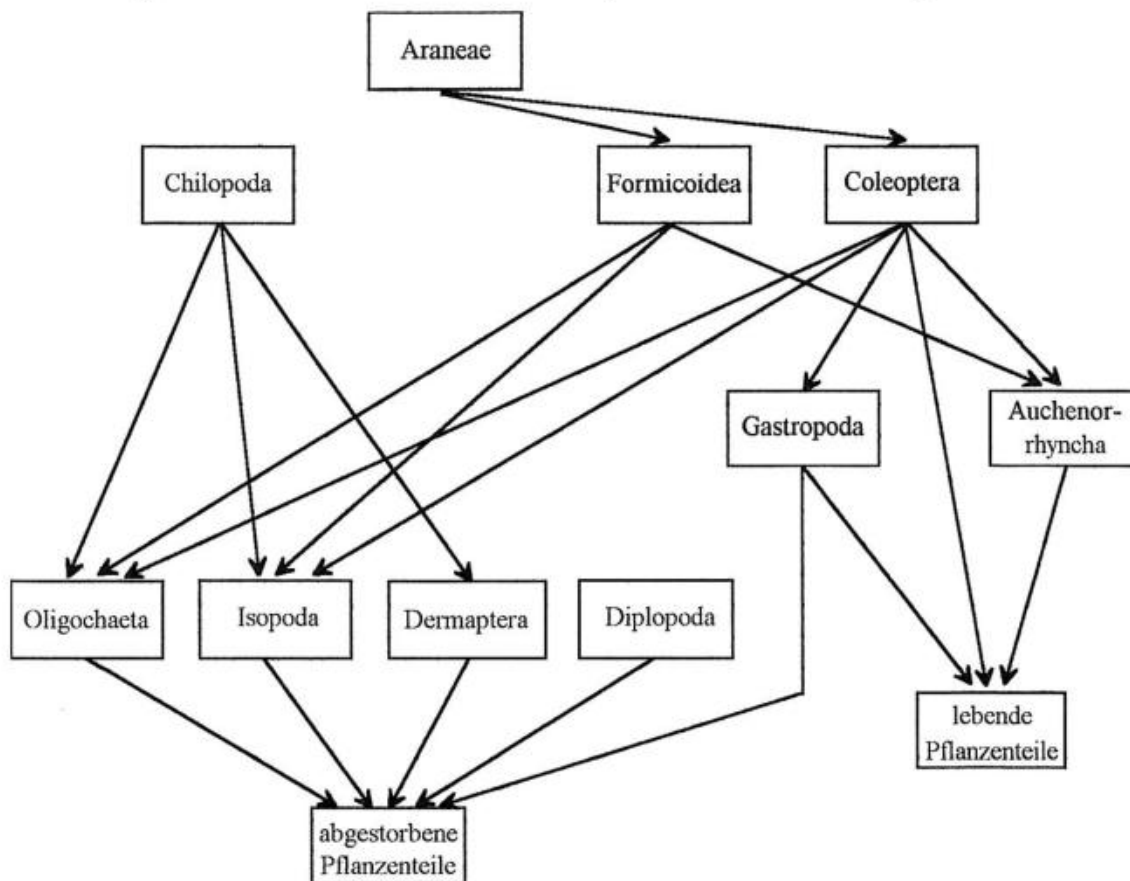 Araneae
Chilopoda
Formicoidea
Coleoptera
Gastropoda
Auchenor-
rhyncha
Oligochaeta
Isopoda
Dermaptera
Diplopoda
lebende
Pflanzenteile
abgestorbene
Pflanzenteile